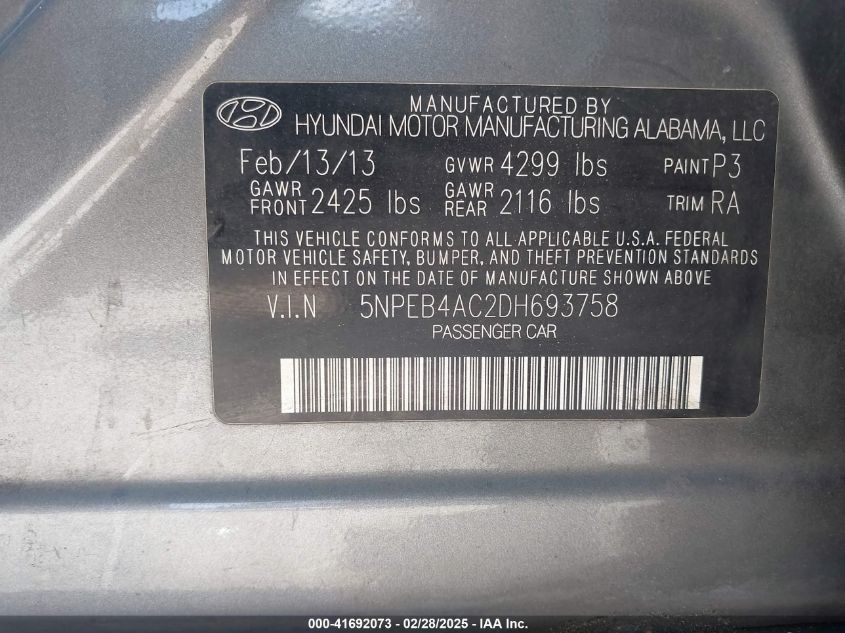 MANUFACTURED BY
HYUNDAI MOTOR MANUFACTURING ALABAMA, LLC
Feb/13/13 GVWR 4299 lbs PAINT P3
GAWR FRONT 2425 lbs GAWR REAR 2116 lbs TRIM RA
THIS VEHICLE CONFORMS TO ALL APPLICABLE U.S.A. FEDERAL
MOTOR VEHICLE SAFETY, BUMPER, AND THEFT PREVENTION STANDARDS
IN EFFECT ON THE DATE OF MANUFACTURE SHOWN ABOVE
V.I.N 5NPEB4AC2DH693758
PASSENGER CAR
000-41692073 - 02/28/2025 - IAA Inc.